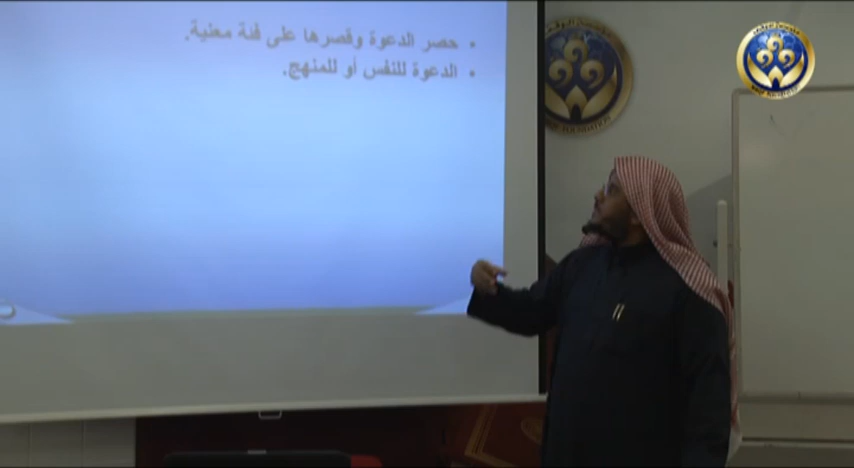 • حصر الدعوة وقصرها على فئة معنية.
• الدعوة للنفس أو للمنهج.